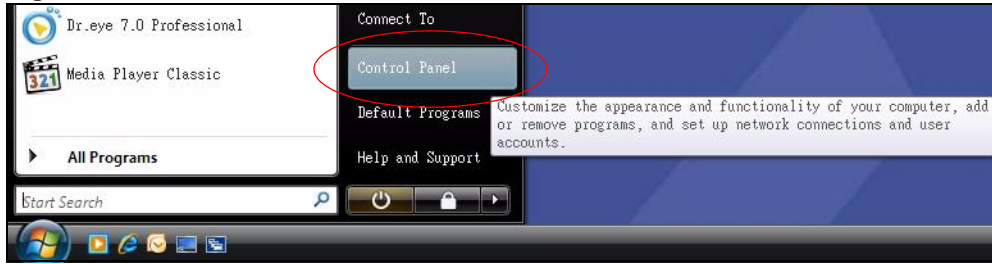 Dr.eye 7.0 Professional
321
Media Player Classic
All Programs
Start Search
Connect To
Control Panel
Default Programs
Help and Support
Customize the appearance and functionality of your computer, add
or remove programs, and set up network connections and user
accounts.